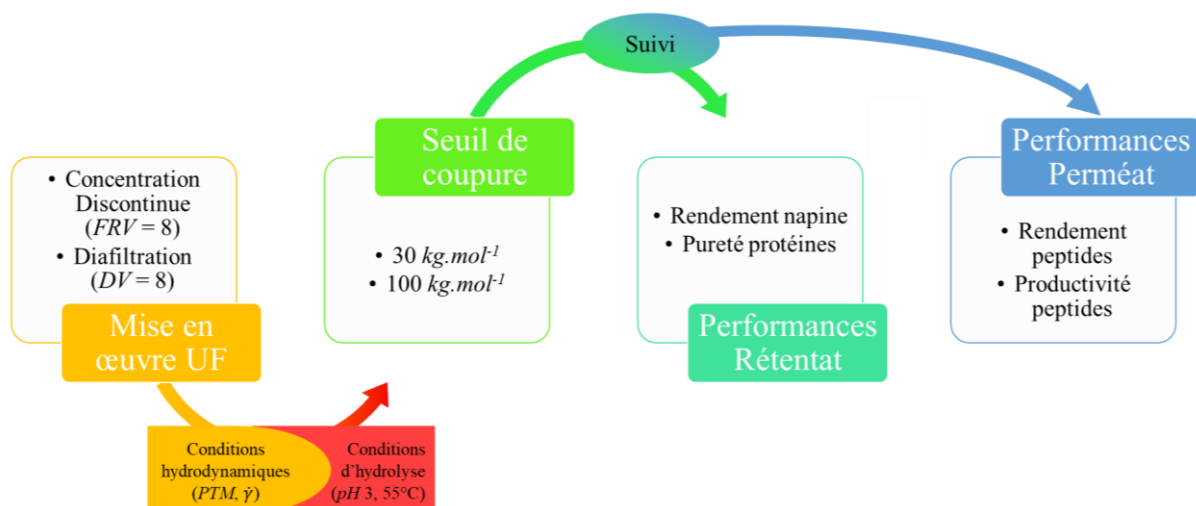 Suivi
• Concentration
Discontinue
(FRV = 8)
• Diafiltration
(DV = 8)
Mise en
œuvre UF
Conditions
hydrodynamiques
(PTM, γ̇)
Conditions
d'hydrolyse
(pH 3, 55°C)
Seuil de
coupure
• 30 kg.mol⁻¹
• 100 kg.mol⁻¹
• Rendement napine
• Pureté protéines
Performances
Rétentat
Performances
Perméat
• Rendement
peptides
• Productivité
peptides